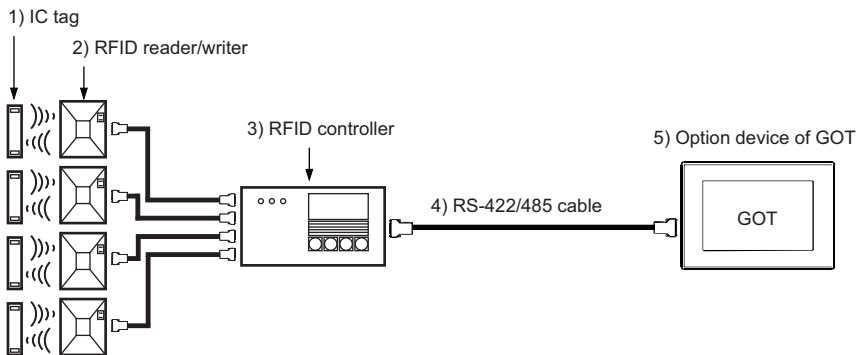 1) IC tag
2) RFID reader/writer
3) RFID controller
4) RS-422/485 cable
5) Option device of GOT
GOT